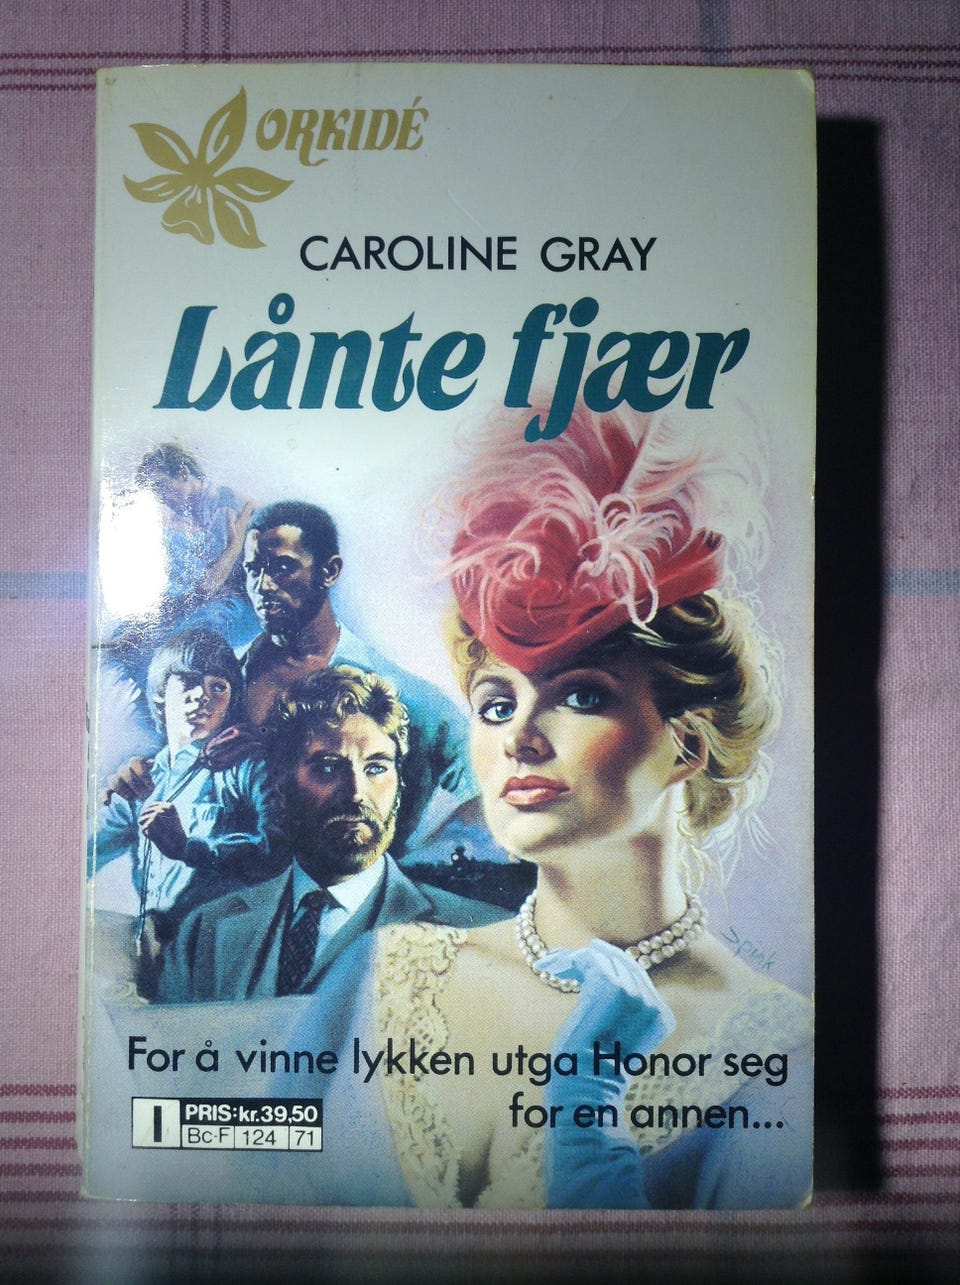 ORKIDÉ
CAROLINE GRAY
Lånte fjær
Spink
For å vinne lykken utga Honor seg
for en annen...
I PRIS: kr. 39,50
Bc-F 124 71